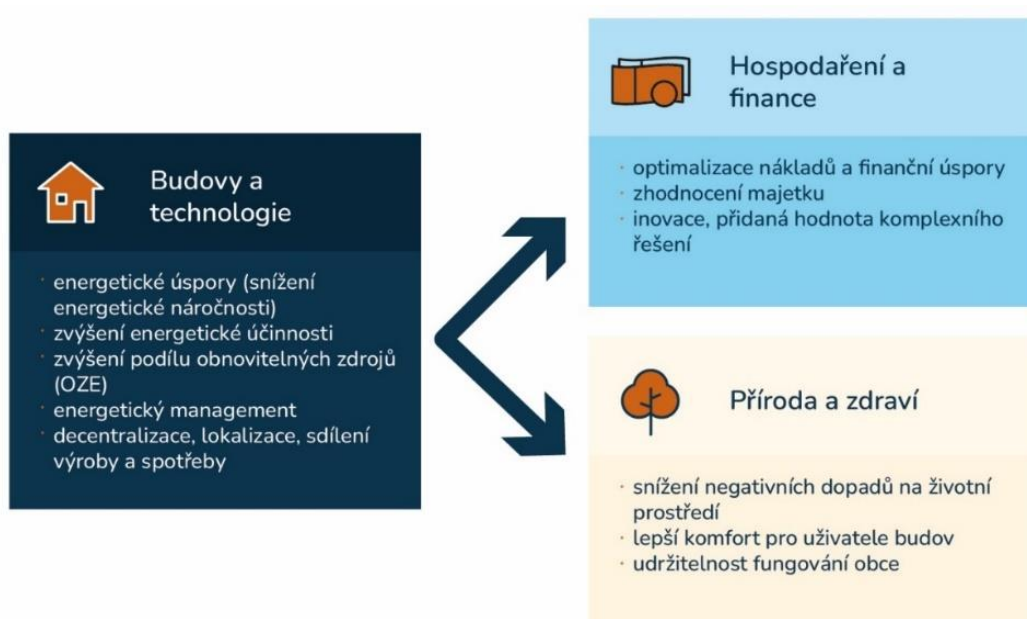 Budovy a
technologie
· energetické úspory (snížení
energetické náročnosti)
· zvýšení energetické účinnosti
· zvýšení podílu obnovitelných zdrojů
(OZE)
· energetický management
· decentralizace, lokalizace, sdílení
výroby a spotřeby
Hospodaření a
finance
· optimalizace nákladů a finanční úspory
· zhodnocení majetku
· inovace, přidaná hodnota komplexního
řešení
Příroda a zdraví
· snížení negativních dopadů na životní
prostředí
· lepší komfort pro uživatele budov
· udržitelnost fungování obce